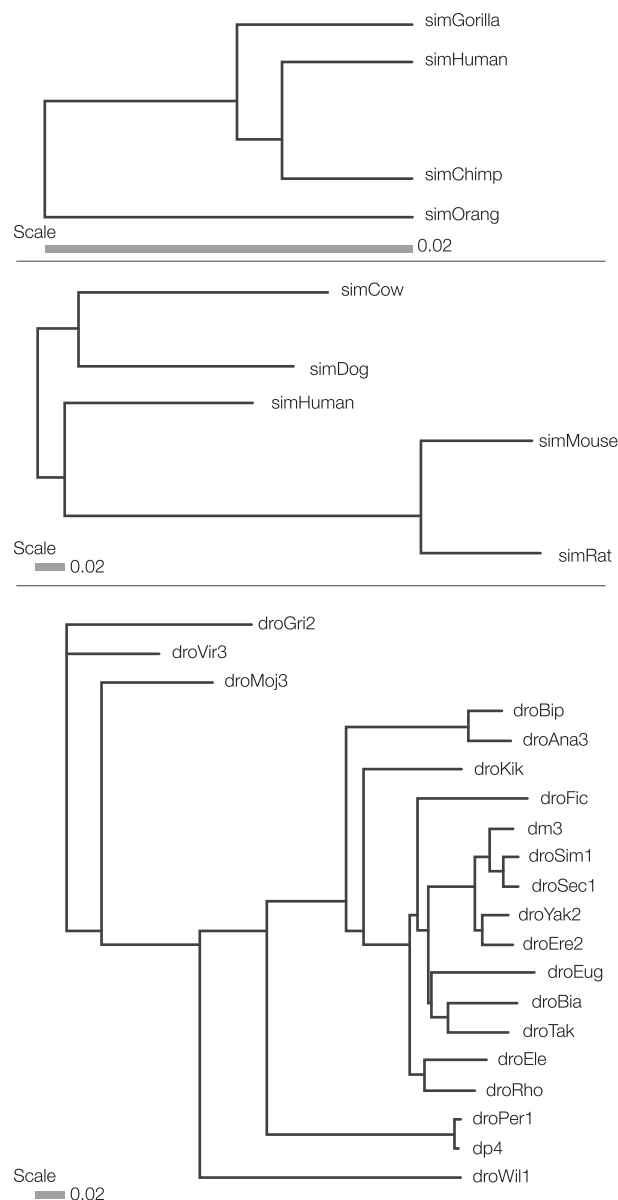 simGorilla
simHuman
simChimp
simOrang
Scale
0.02
simCow
simDog
simHuman
simMouse
simRat
Scale
0.02
droGri2
droVir3
droMoj3
droBip
droAna3
droKik
droFic
dm3
droSim1
droSec1
droYak2
droEre2
droEug
droBia
droTak
droEle
droRho
droPer1
dp4
droWil1
Scale
0.02